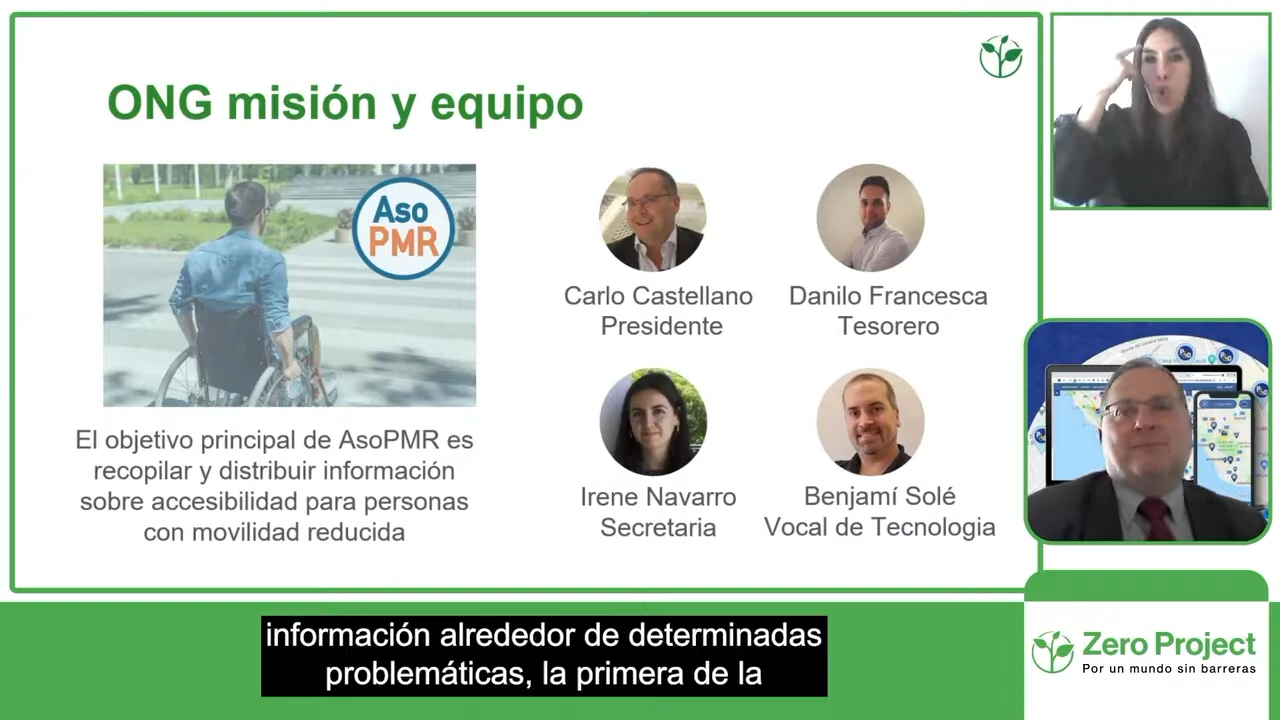 ONG misión y equipo
Aso
PMR
El objetivo principal de AsoPMR es
recopilar y distribuir información
sobre accesibilidad para personas
con movilidad reducida
Carlo Castellano
Presidente
Danilo Francesca
Tesorero
Irene Navarro
Secretaria
Benjamí Solé
Vocal de Tecnologia
información alrededor de determinadas
problemáticas, la primera de la
Zero Project
Por un mundo sin barreras